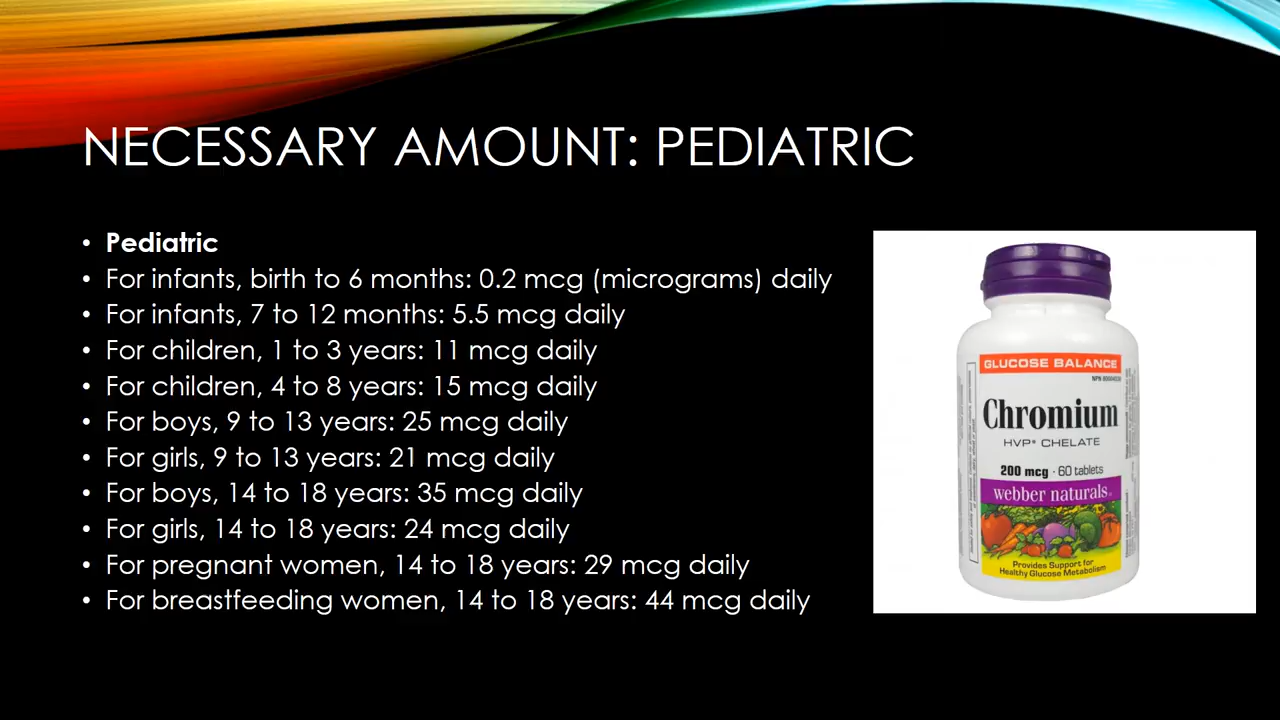 NECESSARY AMOUNT: PEDIATRIC
• Pediatric
• For infants, birth to 6 months: 0.2 mcg (micrograms) daily
• For infants, 7 to 12 months: 5.5 mcg daily
• For children, 1 to 3 years: 11 mcg daily
• For children, 4 to 8 years: 15 mcg daily
• For boys, 9 to 13 years: 25 mcg daily
• For girls, 9 to 13 years: 21 mcg daily
• For boys, 14 to 18 years: 35 mcg daily
• For girls, 14 to 18 years: 24 mcg daily
• For pregnant women, 14 to 18 years: 29 mcg daily
• For breastfeeding women, 14 to 18 years: 44 mcg daily
GLUCOSE BALANCE
NPN
Chromium
HVP® CHELATE
200 mcg · 60 tablets
webber naturals
Provides Support for
Healthy Glucose Metabolism